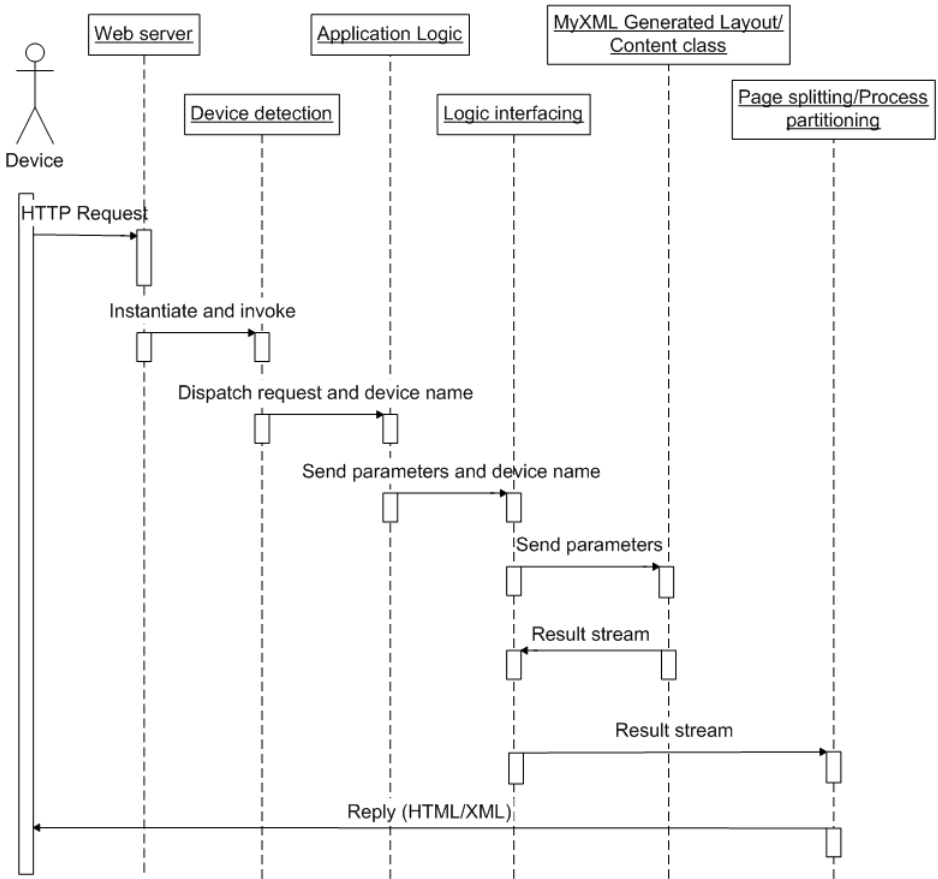 Web server
Application Logic
MyXML Generated Layout/
Content class
Device detection
Logic interfacing
Page splitting/Process
partitioning
Device
HTTP Request
Instantiate and invoke
Dispatch request and device name
Send parameters and device name
Send parameters
Result stream
Result stream
Reply (HTML/XML)